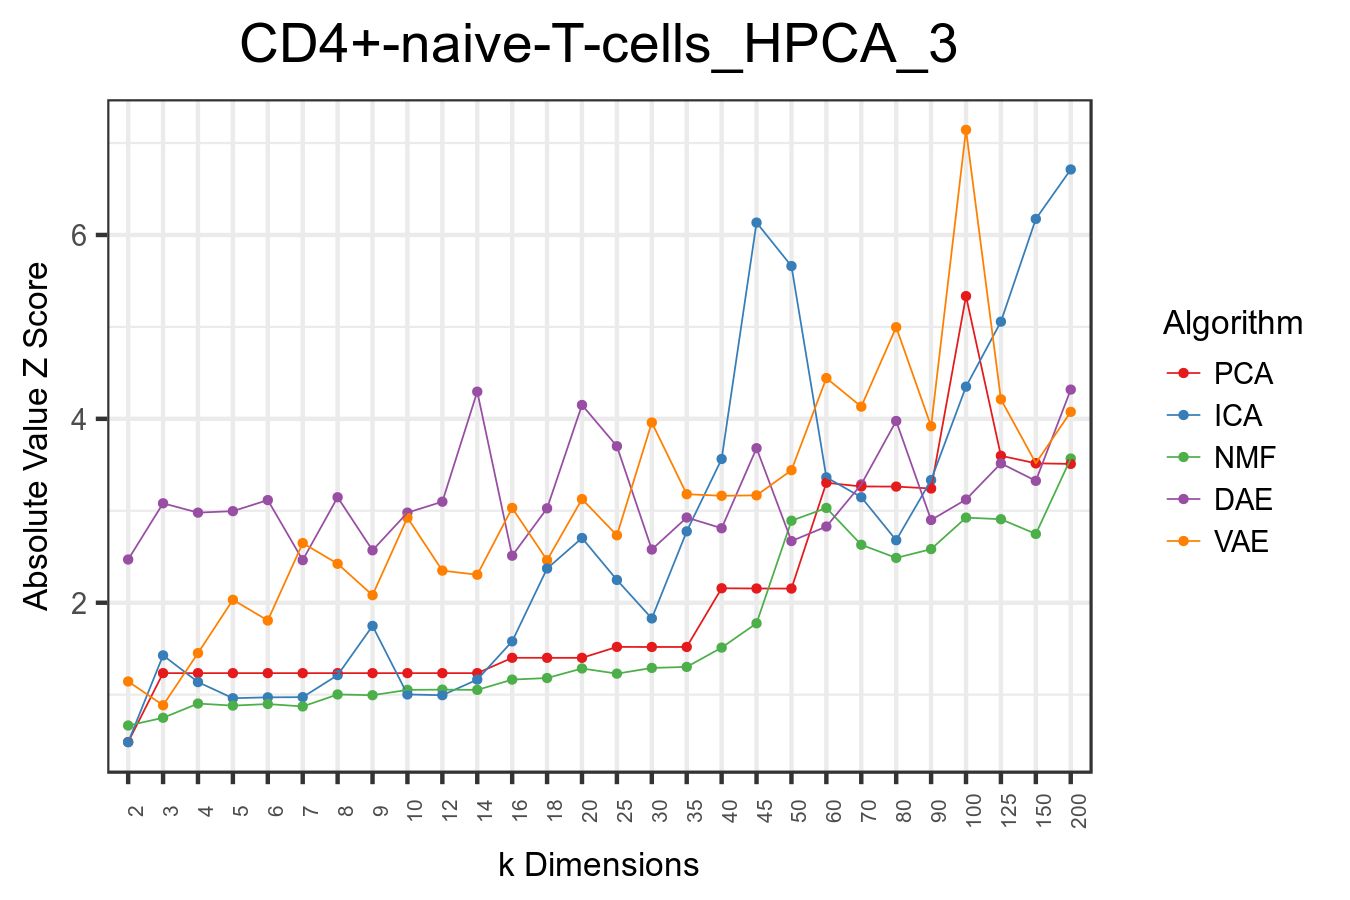 CD4+-naive-T-cells_HPCA_3
Absolute Value Z Score
6
4
2
2 3 4 5 6 7 8 9 10 12 14 16 18 20 25 30 35 40 45 50 60 70 80 90 100 125 150 200
k Dimensions
Algorithm
PCA
ICA
NMF
DAE
VAE